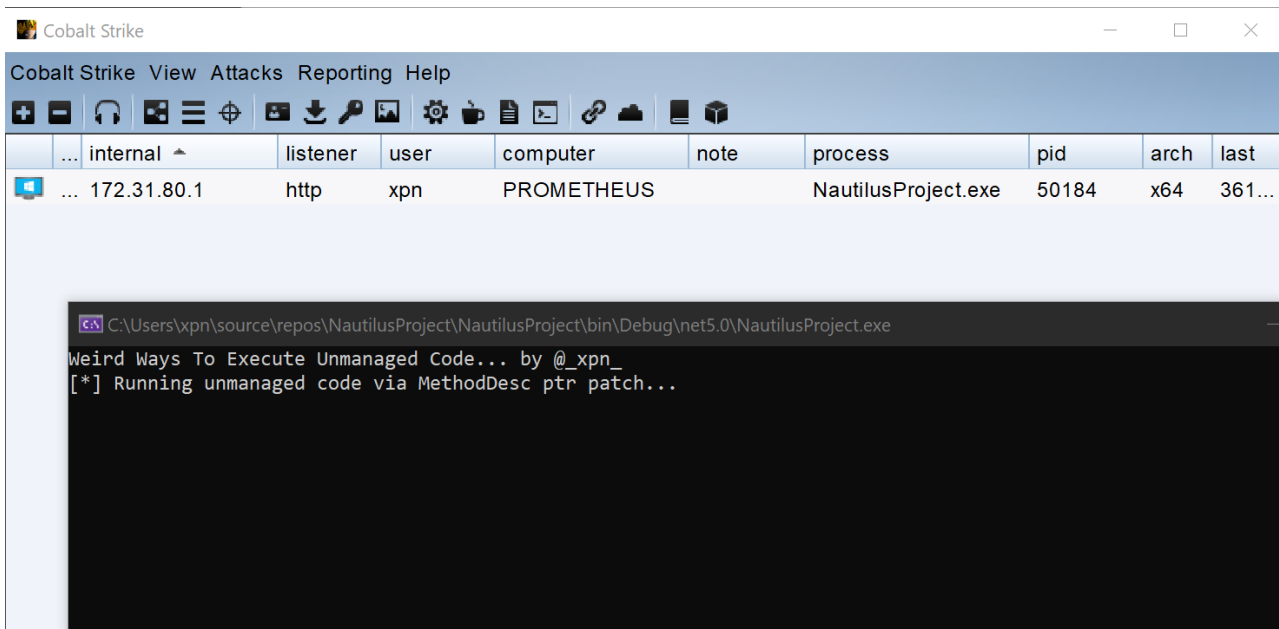 Cobalt Strike
Cobalt Strike View Attacks Reporting Help
... internal listener user computer note process pid arch last
... 172.31.80.1 http xpn PROMETHEUS NautilusProject.exe 50184 x64 361...
C:\Users\xpn\source\repos\NautilusProject\NautilusProject\bin\Debug\net5.0\NautilusProject.exe
Weird Ways To Execute Unmanaged Code... by @_xpn_
[*] Running unmanaged code via MethodDesc ptr patch...